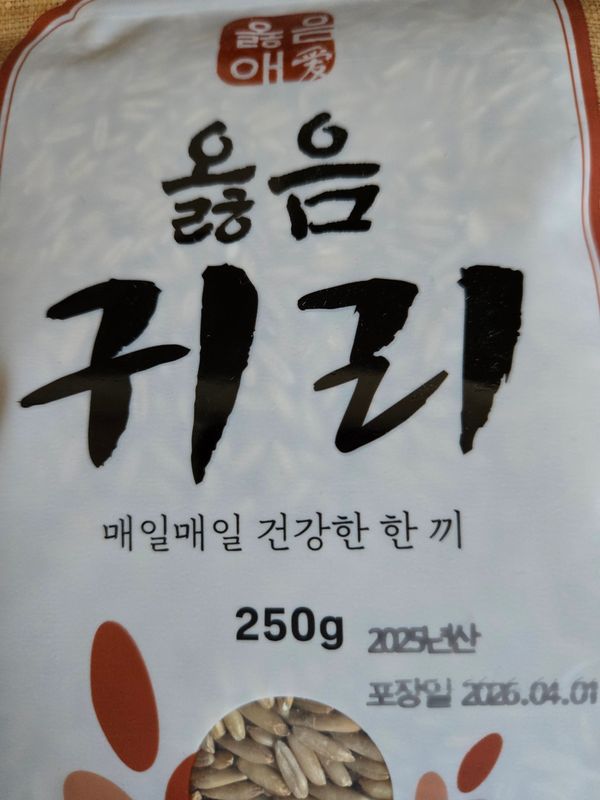 옳음
애愛
옳음
귀리
매일매일 건강한 한 끼
250g 2025년산
포장일 2026.04.01